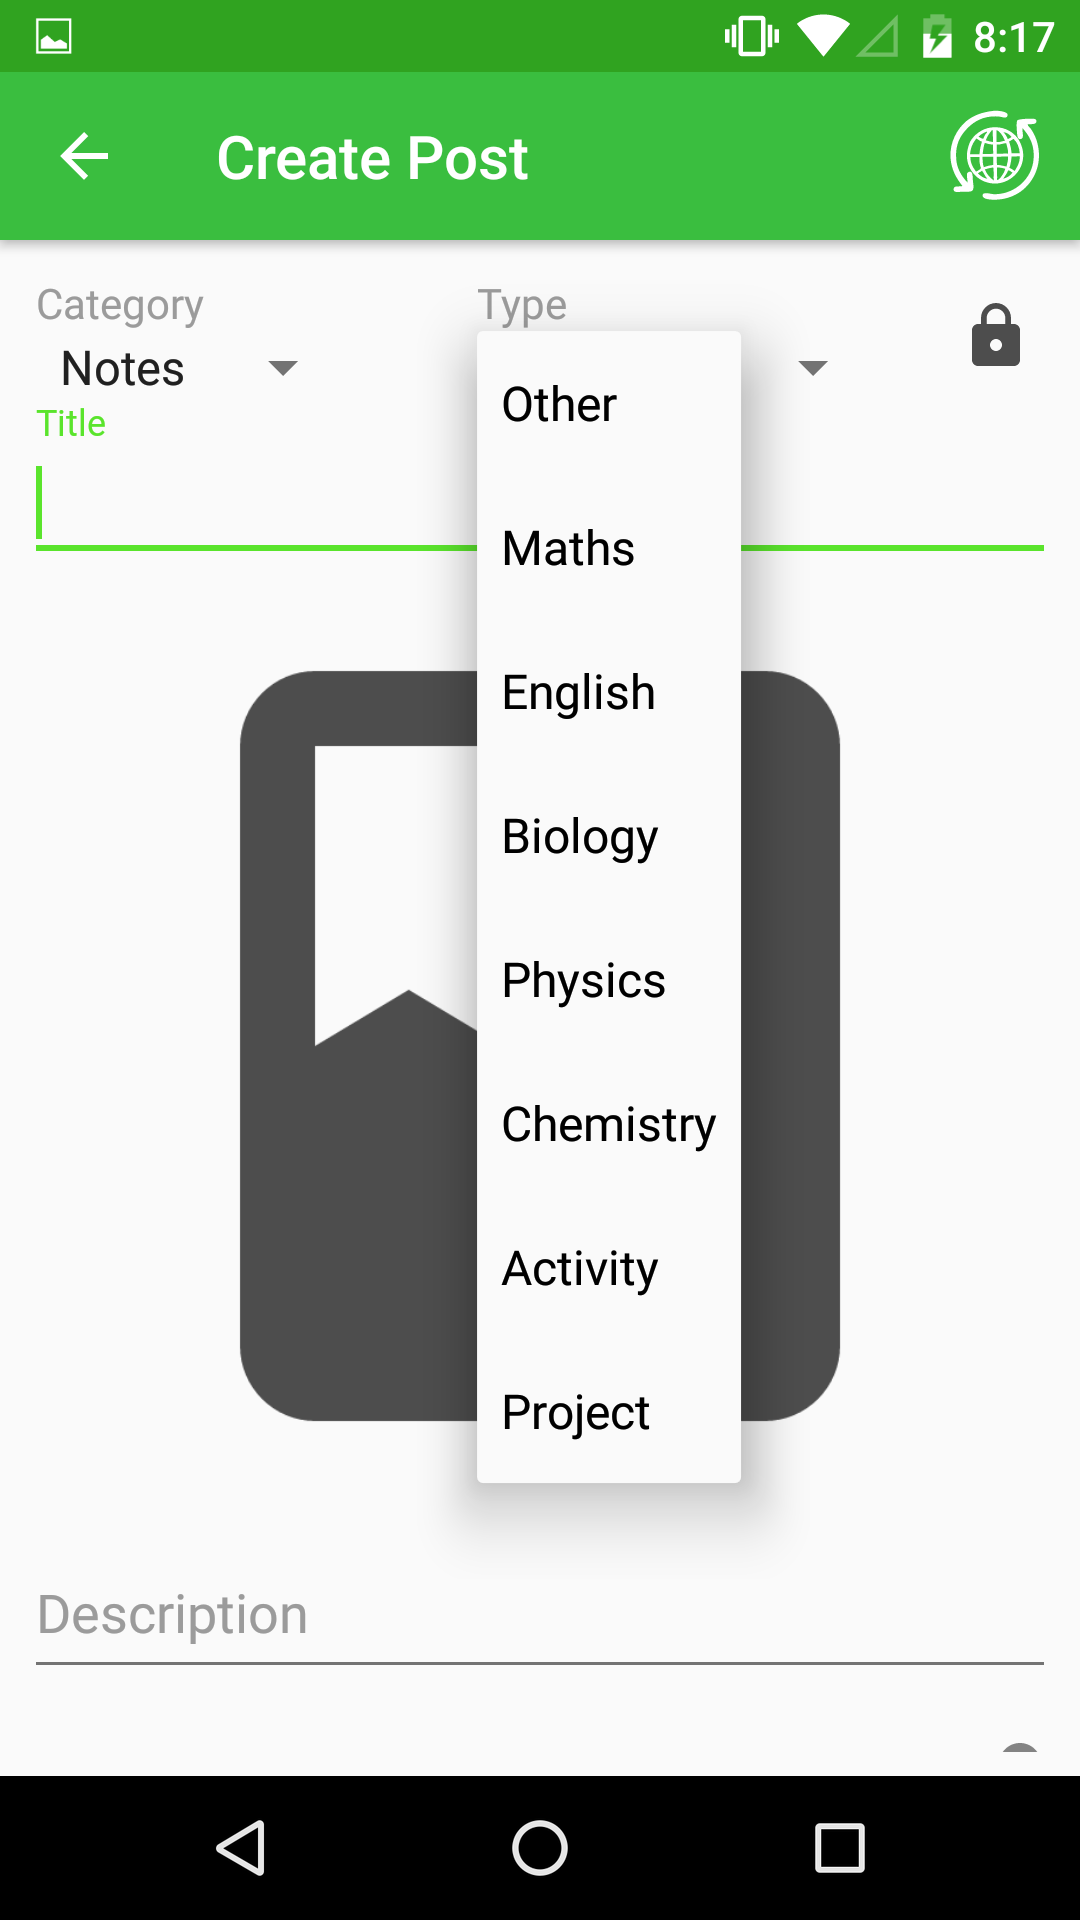 8:17
Create Post
Category
Type
Notes
Title
Other
Maths
English
Biology
Physics
Chemistry
Activity
Project
Description